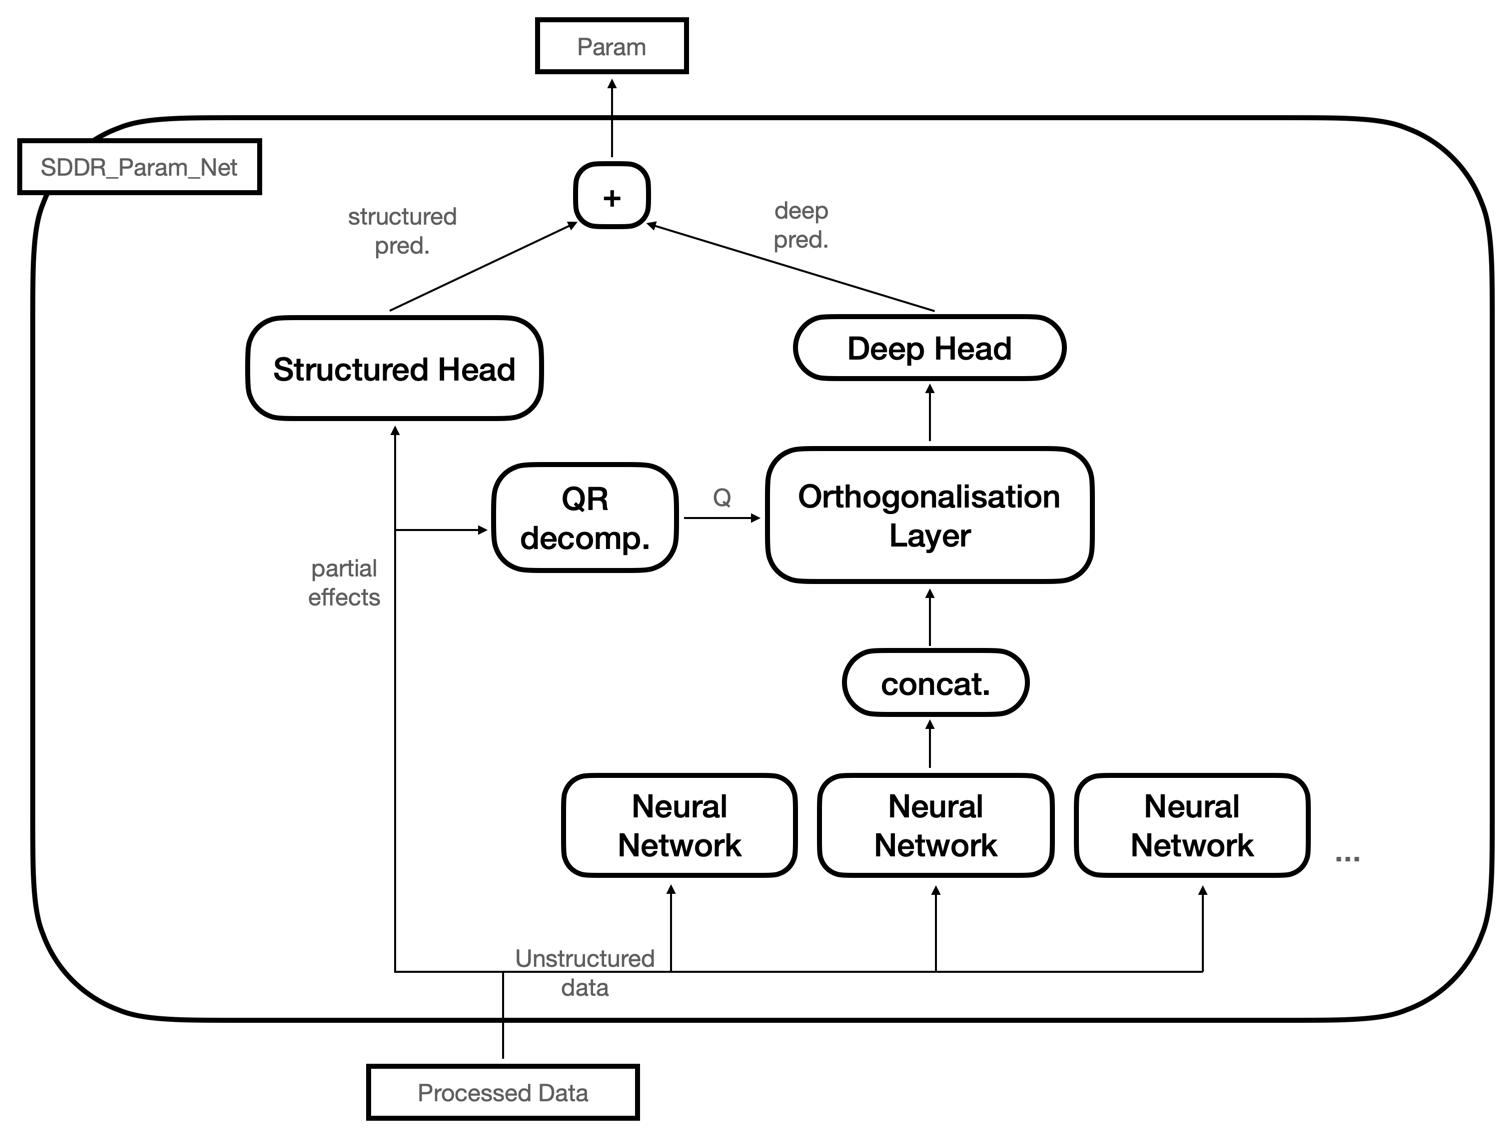 Param
SDDR_Param_Net
+
structured
pred.
deep
pred.
Structured Head
Deep Head
QR
decomp.
Q
Orthogonalisation
Layer
partial
effects
concat.
Neural
Network
Neural
Network
Neural
Network
...
Unstructured
data
Processed Data